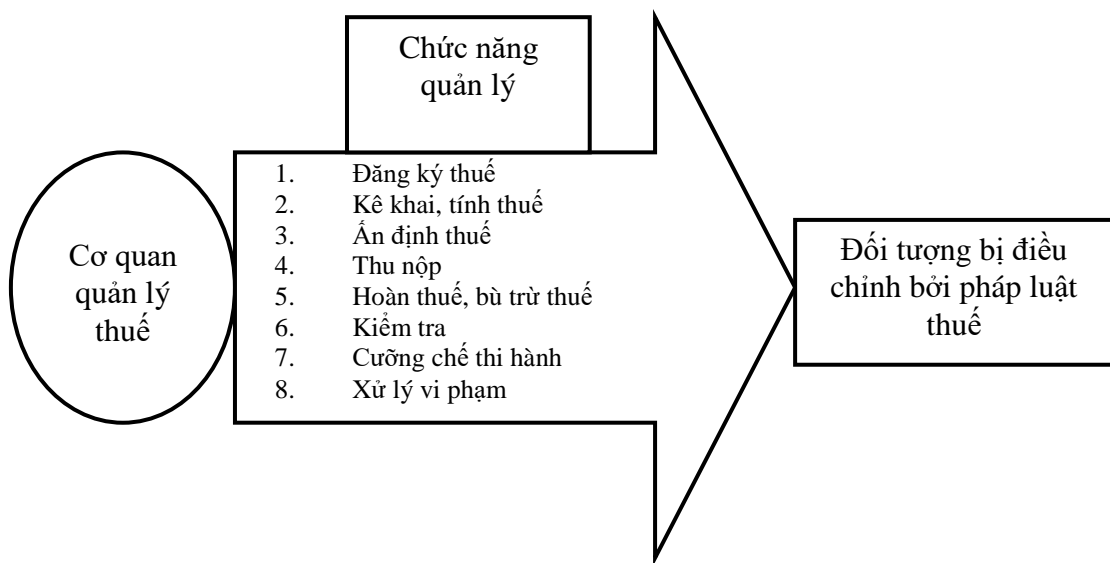 Chức năng
quản lý
Cơ quan
quản lý
thuế
1. Đăng ký thuế
2. Kê khai, tính thuế
3. Ấn định thuế
4. Thu nộp
5. Hoàn thuế, bù trừ thuế
6. Kiểm tra
7. Cưỡng chế thi hành
8. Xử lý vi phạm
Đối tượng bị điều
chỉnh bởi pháp luật
thuế